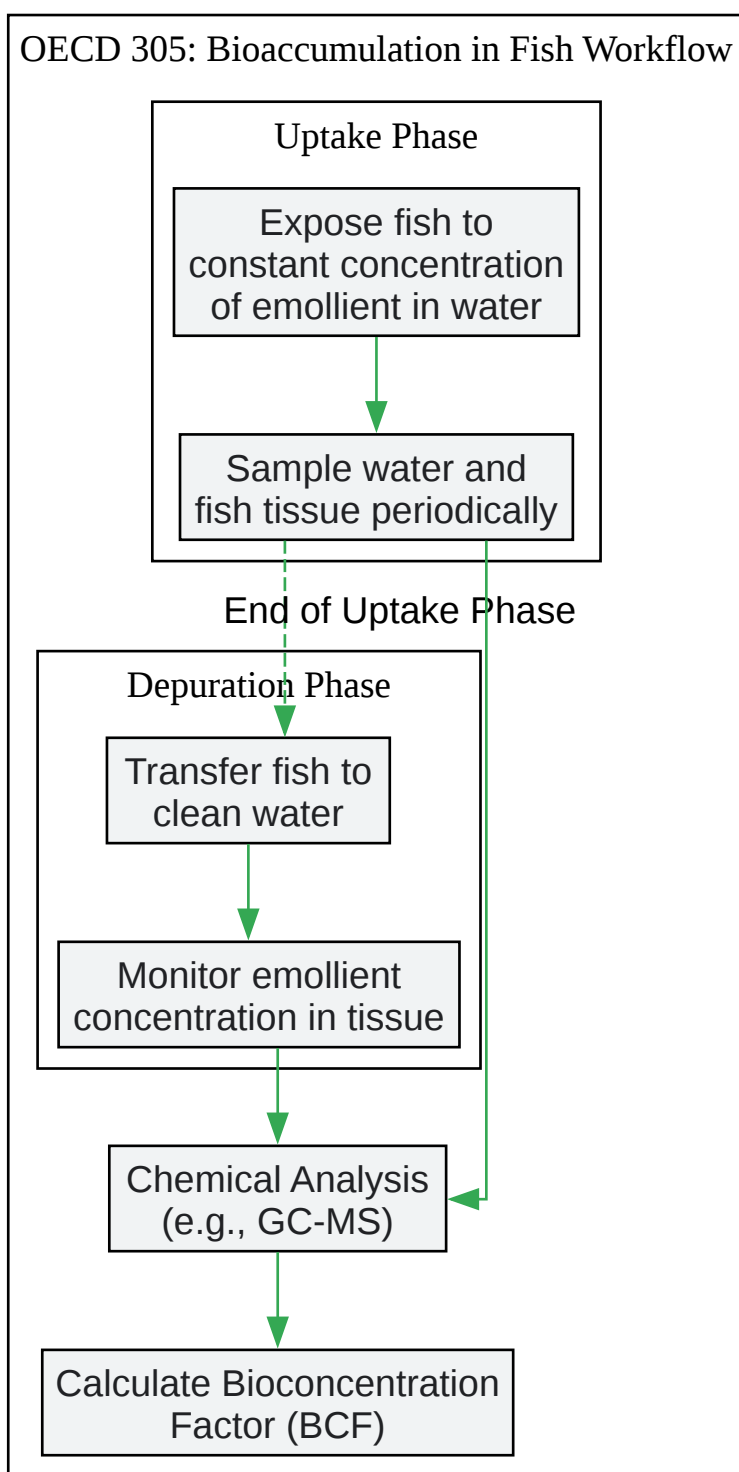 OECD 305: Bioaccumulation in Fish Workflow
Uptake Phase
Expose fish to
constant concentration
of emollient in water
Sample water and
fish tissue periodically
End of Uptake Phase
Depuration Phase
Transfer fish to
clean water
Monitor emollient
concentration in tissue
Chemical Analysis
(e.g., GC-MS)
Calculate Bioconcentration
Factor (BCF)